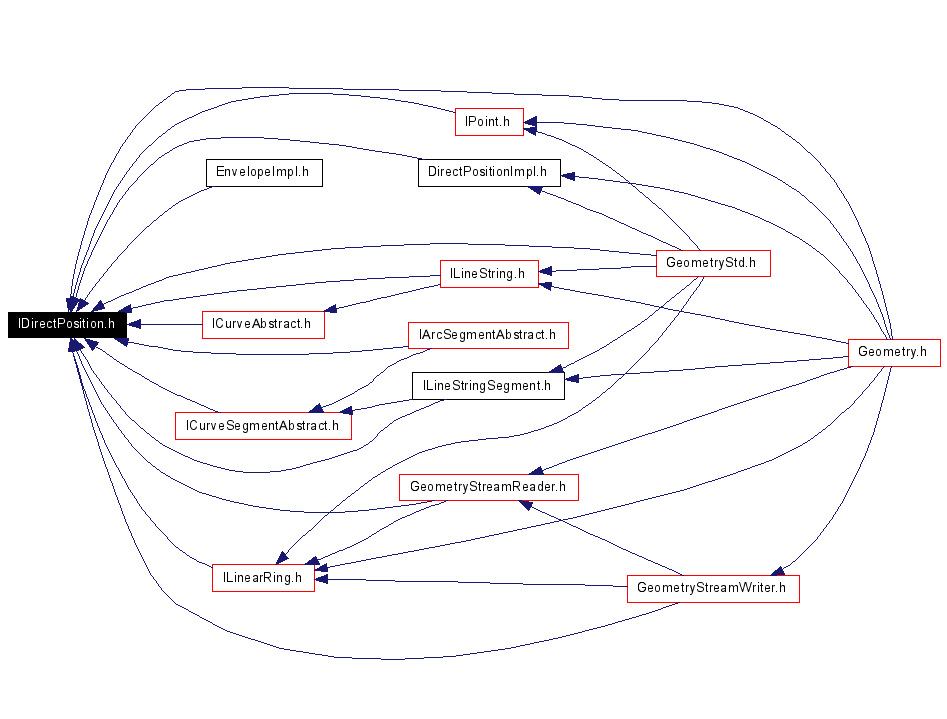 IPoint.h
EnvelopeImpl.h
DirectPositionImpl.h
GeometryStd.h
ILineString.h
IDirectPosition.h
ICurveAbstract.h
IArcSegmentAbstract.h
Geometry.h
ILineStringSegment.h
ICurveSegmentAbstract.h
GeometryStreamReader.h
ILinearRing.h
GeometryStreamWriter.h